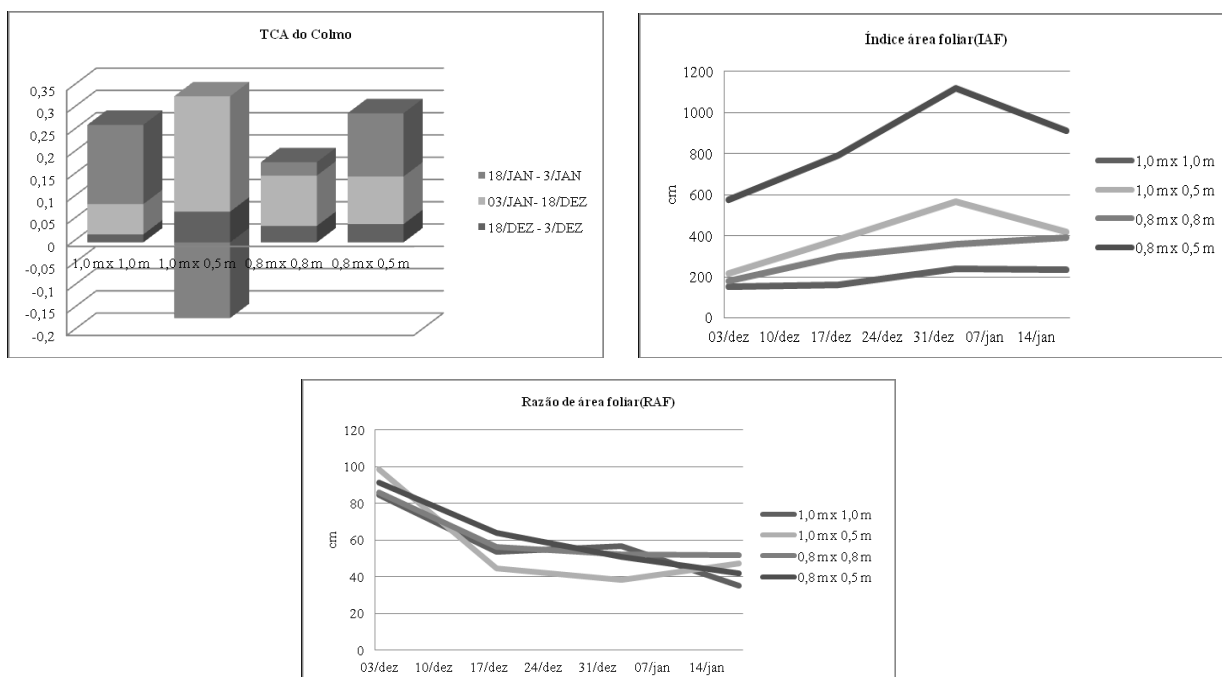 TCA do Colmo
0,35
0,3
0,25
0,2
0,15
0,1
0,05
0
-0,05
-0,1
-0,15
-0,2
1,0 m x 1,0 m 1,0 m x 0,5 m 0,8 m x 0,8 m 0,8 m x 0,5 m
18/JAN - 3/JAN
03/JAN- 18/DEZ
18/DEZ - 3/DEZ
Índice área foliar(IAF)
cm
1200
1000
800
600
400
200
0
03/dez 10/dez 17/dez 24/dez 31/dez 07/jan 14/jan
1,0 m x 1,0 m
1,0 m x 0,5 m
0,8 m x 0,8 m
0,8 m x 0,5 m
Razão de área foliar(RAF)
cm
120
100
80
60
40
20
0
03/dez 10/dez 17/dez 24/dez 31/dez 07/jan 14/jan
1,0 m x 1,0 m
1,0 m x 0,5 m
0,8 m x 0,8 m
0,8 m x 0,5 m